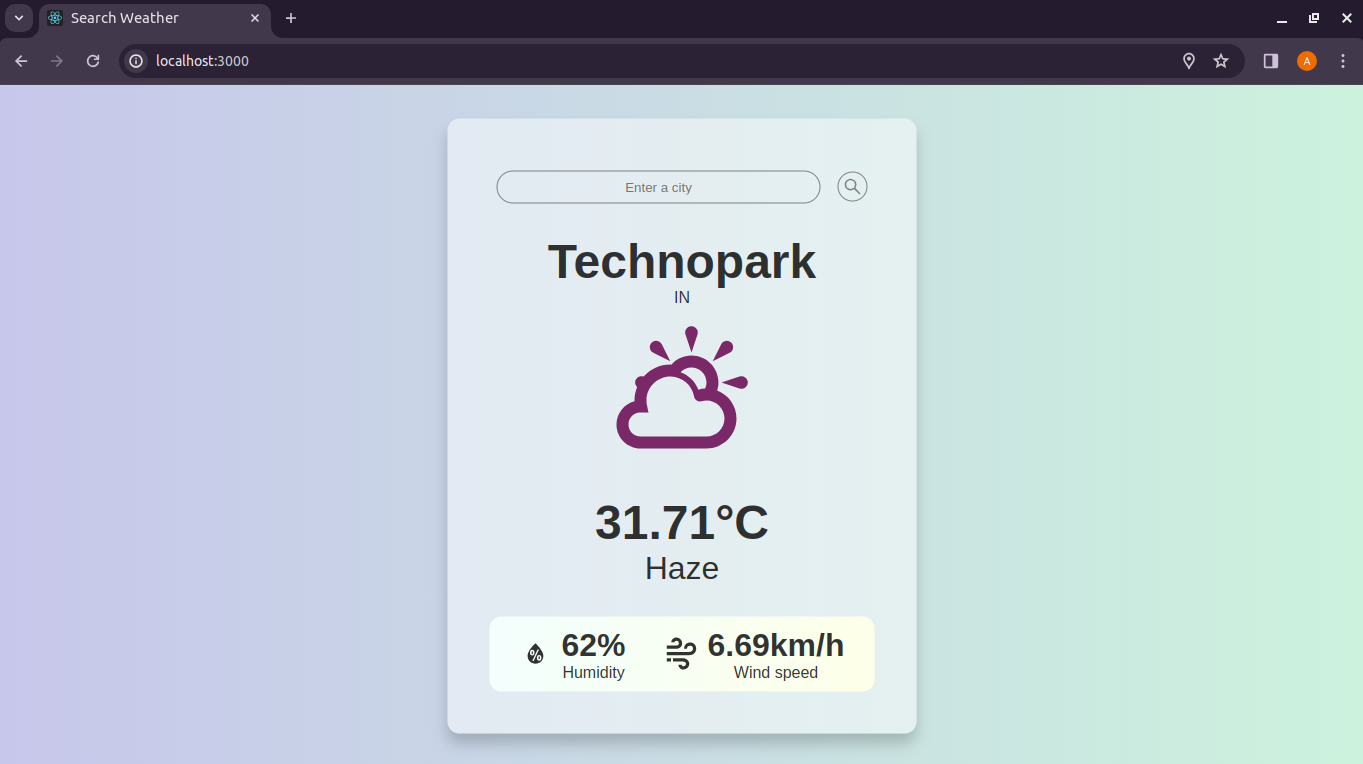 Search Weather
localhost:3000
A
Enter a city
Technopark
IN
31.71°C
Haze
% 62% 6.69km/h
Humidity Wind speed